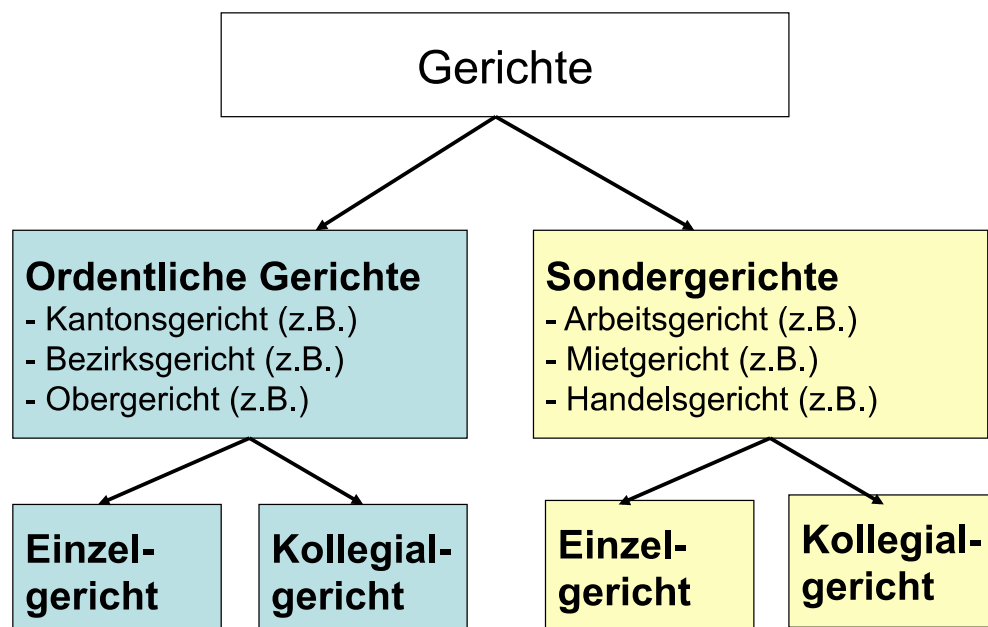 Gerichte
Ordentliche Gerichte
- Kantonsgericht (z.B.)
- Bezirksgericht (z.B.)
- Obergericht (z.B.)
Sondergerichte
- Arbeitsgericht (z.B.)
- Mietgericht (z.B.)
- Handelsgericht (z.B.)
Einzel-
gericht
Kollegial-
gericht
Einzel-
gericht
Kollegial-
gericht